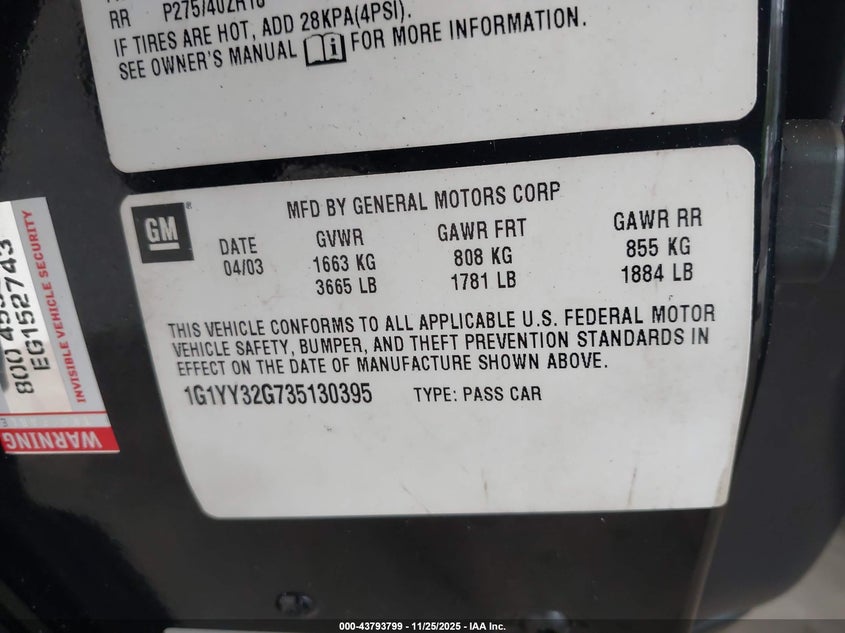 RR P275/40ZR18
IF TIRES ARE HOT, ADD 28KPA(4PSI).
SEE OWNER'S MANUAL FOR MORE INFORMATION.
GM ®
MFD BY GENERAL MOTORS CORP
DATE GVWR GAWR FRT GAWR RR
04/03 1663 KG 808 KG 855 KG
3665 LB 1781 LB 1884 LB
THIS VEHICLE CONFORMS TO ALL APPLICABLE U.S. FEDERAL MOTOR
VEHICLE SAFETY, BUMPER, AND THEFT PREVENTION STANDARDS IN
EFFECT ON THE DATE OF MANUFACTURE SHOWN ABOVE.
1G1YY32G735130395 TYPE: PASS CAR
EG152743
INVISIBLE VEHICLE SECURITY
WARNING
000-43793799 - 11/25/2025 - IAA Inc.